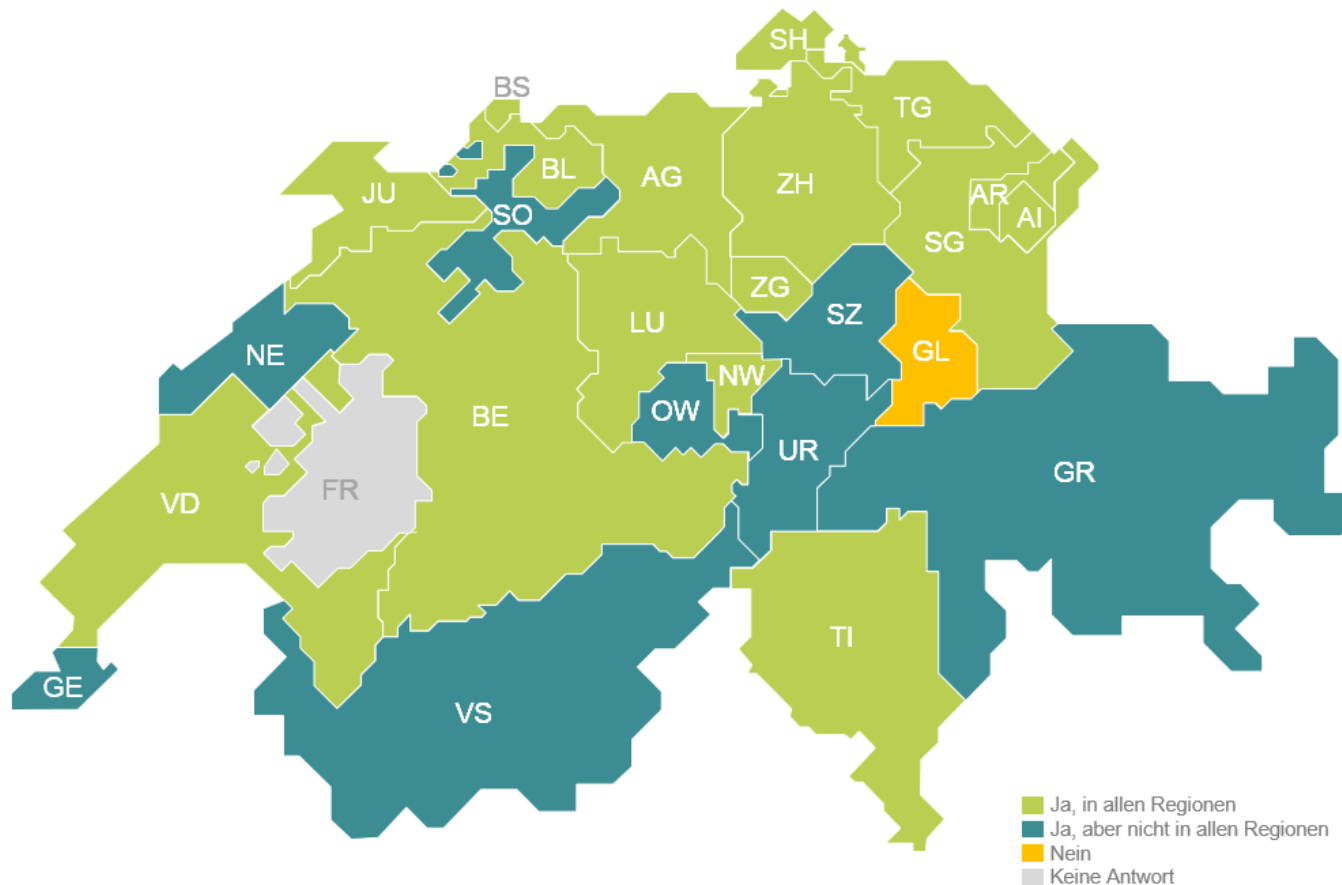 SH
BS
TG
BL
AG
ZH
JU
AR
SO
AI
SG
ZG
SZ
LU
NE
GL
NW
OW
BE
UR
GR
FR
VD
TI
GE
VS
Ja, in allen Regionen
Ja, aber nicht in allen Regionen
Nein
Keine Antwort